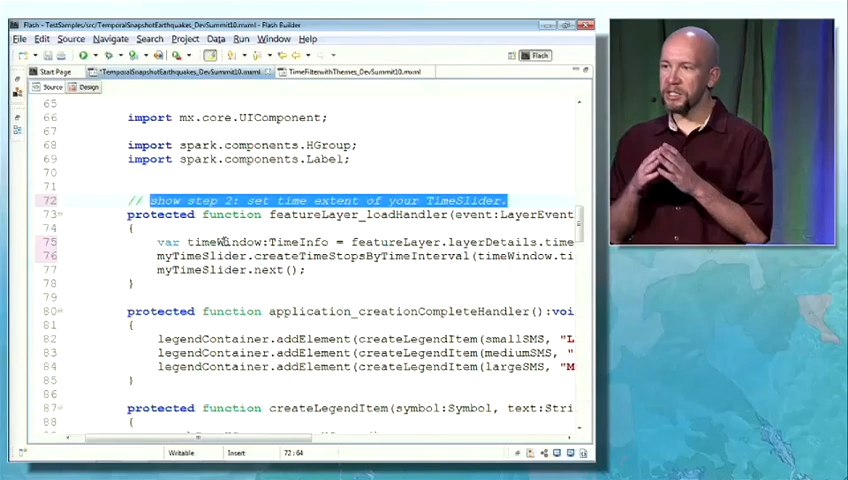 Flash - TestSamples/src/TemporalSnapshotEarthquakes_DevSummit10.mxml - Flash Builder
File Edit Source Navigate Search Project Data Run Window Help
Flash
Start Page *TemporalSnapshotEarthquakes_DevSummit10.mxml TimeFilterwithThemes_DevSummit10.mxml
Source Design
65
66 import mx.core.UIComponent;
67
68 import spark.components.HGroup;
69 import spark.components.Label;
70
71
72 // show step 2: set time extent of your TimeSlider.
73 protected function featureLayer_loadHandler(event:LayerEvent
74 {
75 var timeWindow:TimeInfo = featureLayer.layerDetails.time
76 myTimeSlider.createTimeStopsByTimeInterval(timeWindow.ti
77 myTimeSlider.next();
78 }
79
80 protected function application_creationCompleteHandler():voi
81 {
82 legendContainer.addElement(createLegendItem(smallSMS, "L
83 legendContainer.addElement(createLegendItem(mediumSMS, "
84 legendContainer.addElement(createLegendItem(largeSMS, "M
85 }
86
87 protected function createLegendItem(symbol:Symbol, text:Stri
88 {
Writable Insert 72:64